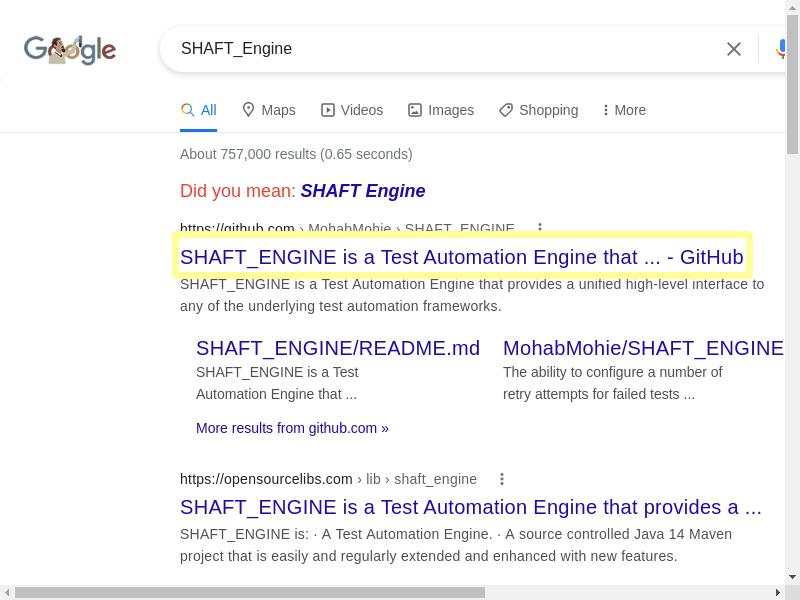 Google
SHAFT_Engine
All
Maps
Videos
Images
Shopping
More
About 757,000 results (0.65 seconds)
Did you mean: SHAFT Engine
https://github.com › MohabMohie › SHAFT_ENGINE
SHAFT_ENGINE is a Test Automation Engine that ... - GitHub
SHAFT_ENGINE is a Test Automation Engine that provides a unified high-level interface to
any of the underlying test automation frameworks.
SHAFT_ENGINE/README.md
SHAFT_ENGINE is a Test
Automation Engine that ...
MohabMohie/SHAFT_ENGINE
The ability to configure a number of
retry attempts for failed tests ...
More results from github.com »
https://opensourcelibs.com › lib › shaft_engine
SHAFT_ENGINE is a Test Automation Engine that provides a ...
SHAFT_ENGINE is: · A Test Automation Engine. · A source controlled Java 14 Maven
project that is easily and regularly extended and enhanced with new features.